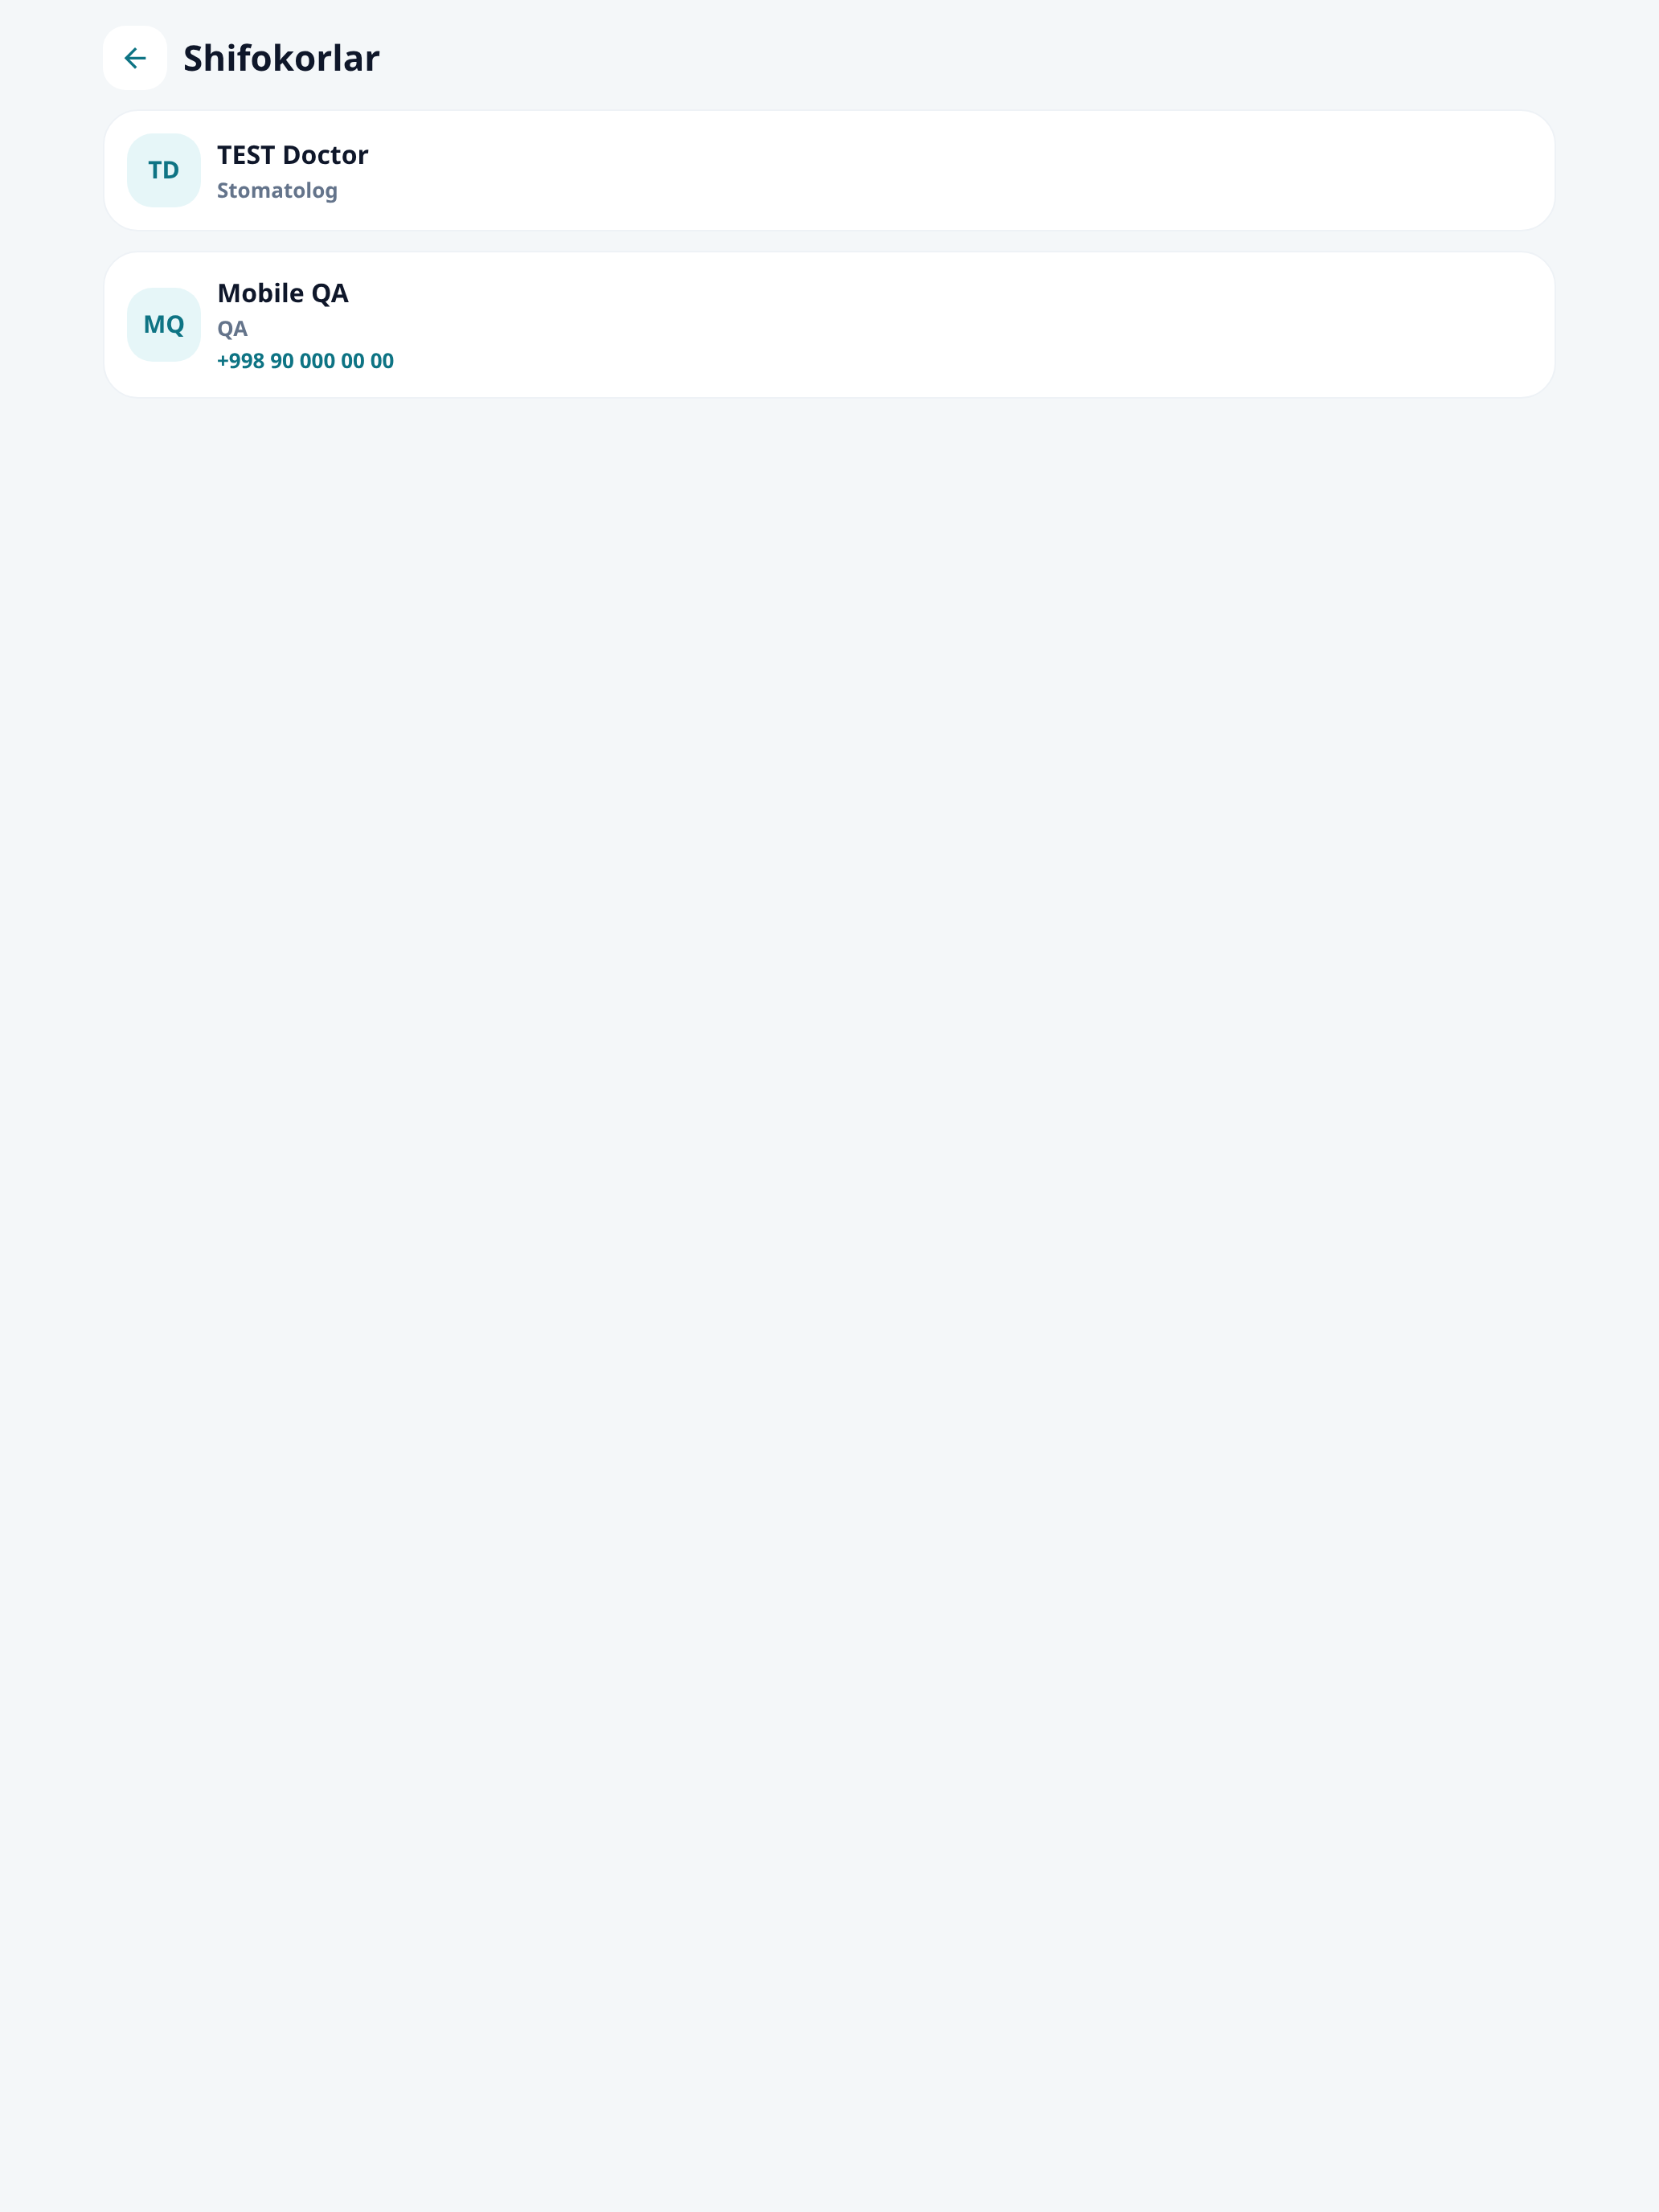 Shifokorlar
TD
TEST Doctor
Stomatolog
MQ
Mobile QA
QA
+998 90 000 00 00